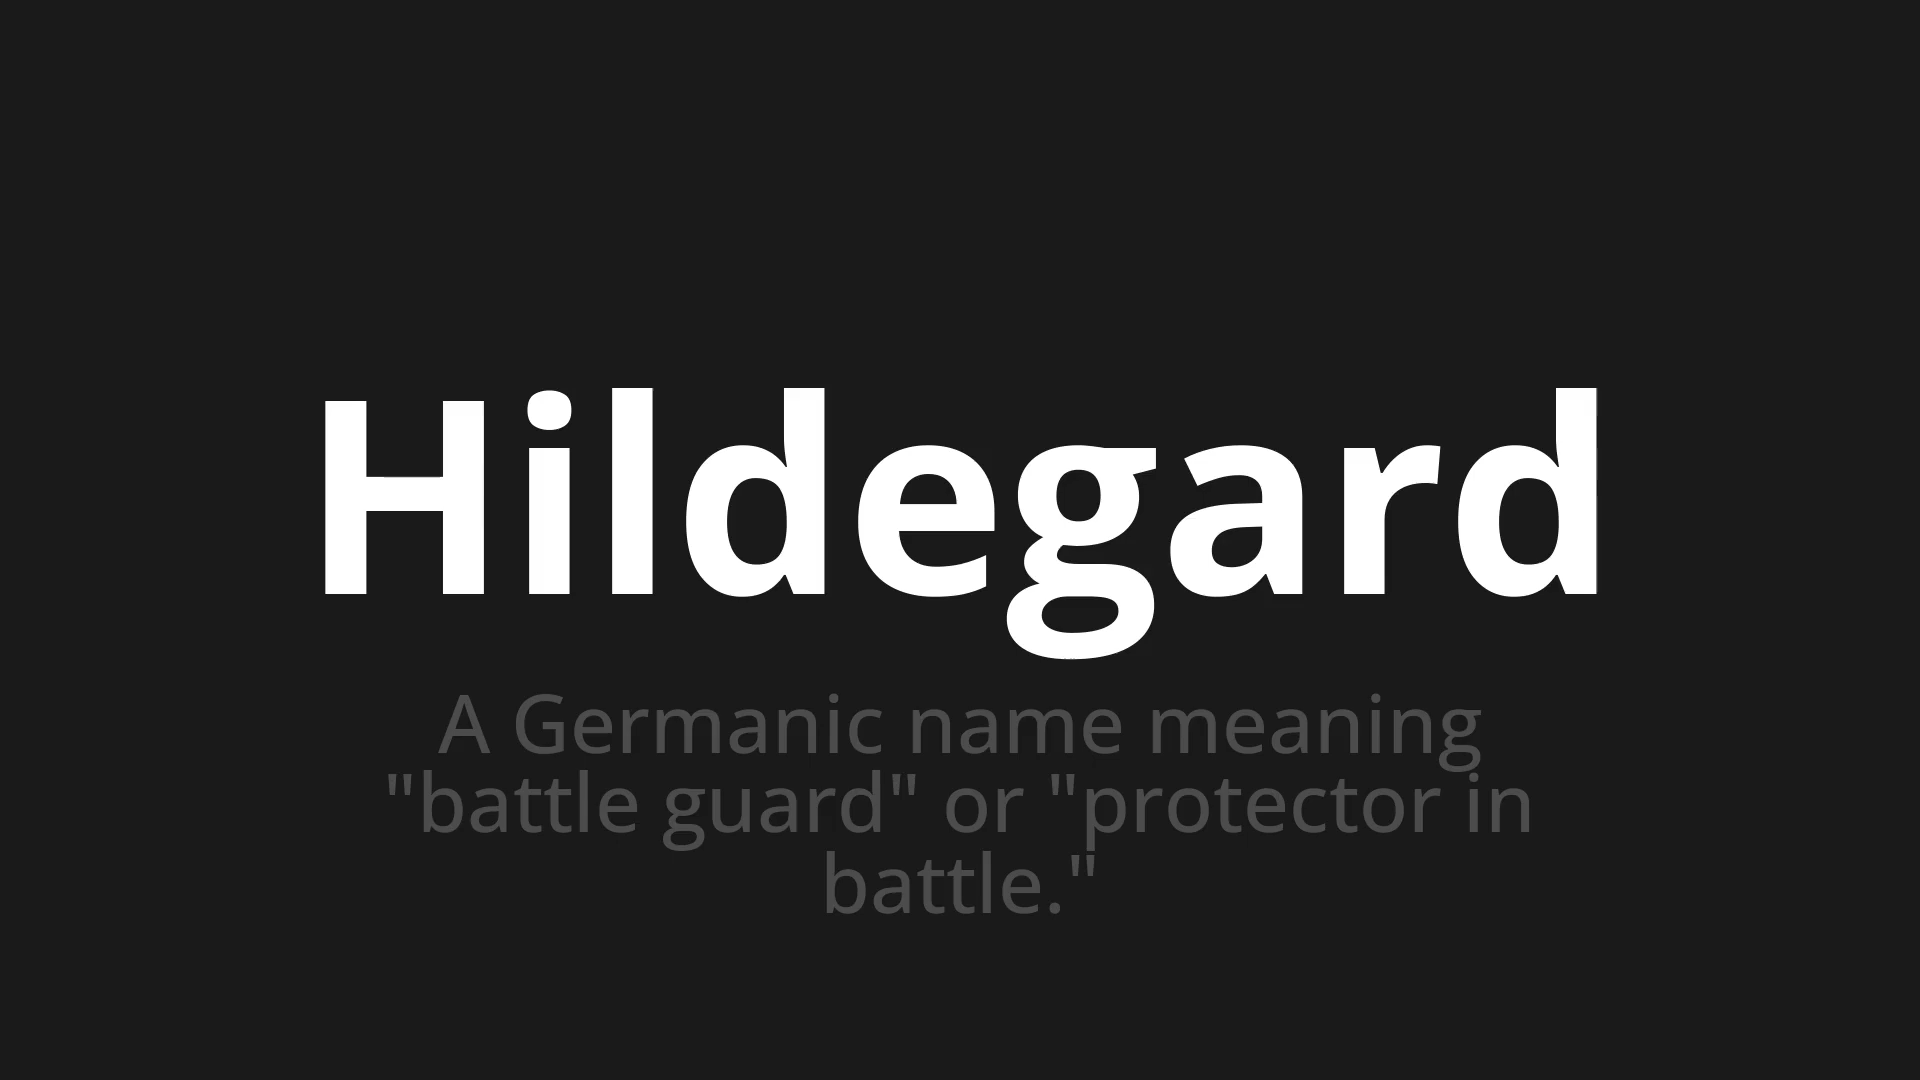 Hildegard
A Germanic name meaning
"battle guard" or "protector in
battle."